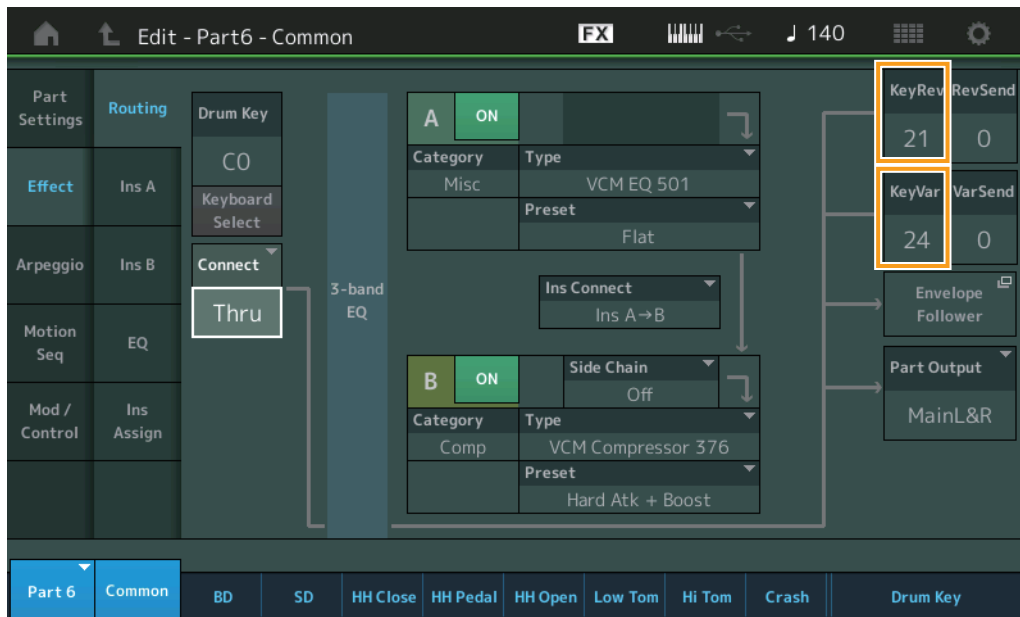 Edit - Part6 - Common
FX
♩ 140
Part
Settings
Effect
Arpeggio
Motion
Seq
Mod /
Control
Routing
Ins A
Ins B
EQ
Ins
Assign
Drum Key
C0
Keyboard
Select
Connect
Thru
3-band
EQ
A
ON
Category
Misc
Type
VCM EQ 501
Preset
Flat
Ins Connect
Ins A→B
B
ON
Side Chain
Off
Category
Comp
Type
VCM Compressor 376
Preset
Hard Atk + Boost
KeyRev
21
RevSend
0
KeyVar
24
VarSend
0
Envelope
Follower
Part Output
MainL&R
Part 6
Common
BD
SD
HH Close
HH Pedal
HH Open
Low Tom
Hi Tom
Crash
Drum Key